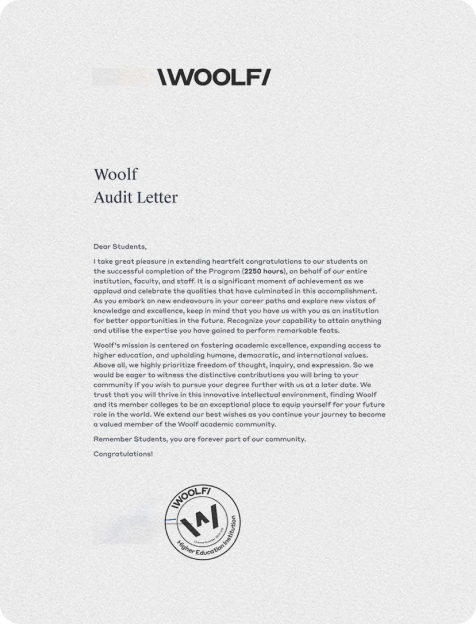 \WOOLF/
Woolf
Audit Letter
Dear Students,
I take great pleasure in extending heartfelt congratulations to our students on
the successful completion of the Program (2250 hours), on behalf of our entire
institution, faculty, and staff. It is a significant moment of achievement as we
applaud and celebrate the qualities that have culminated in this accomplishment.
As you embark on new endeavours in your career paths and explore new vistas of
knowledge and excellence, keep in mind that you have us with you as an institution
for better opportunities in the future. Recognize your capability to attain anything
and utilise the expertise you have gained to perform remarkable feats.
Woolf's mission is centered on fostering academic excellence, expanding access to
higher education, and upholding humane, democratic, and international values.
Above all, we highly prioritize freedom of thought, inquiry, and expression. So we
would be eager to witness the distinctive contributions you will bring to your
community if you wish to pursue your degree further with us at a later date. We
trust that you will thrive in this innovative intellectual environment, finding Woolf
and its member colleges to be an exceptional place to equip yourself for your future
role in the world. We extend our best wishes as you continue your journey to become
a valued member of the Woolf academic community.
Remember Students, you are forever part of our community.
Congratulations!
\WOOLF/
W
Higher Education Institution